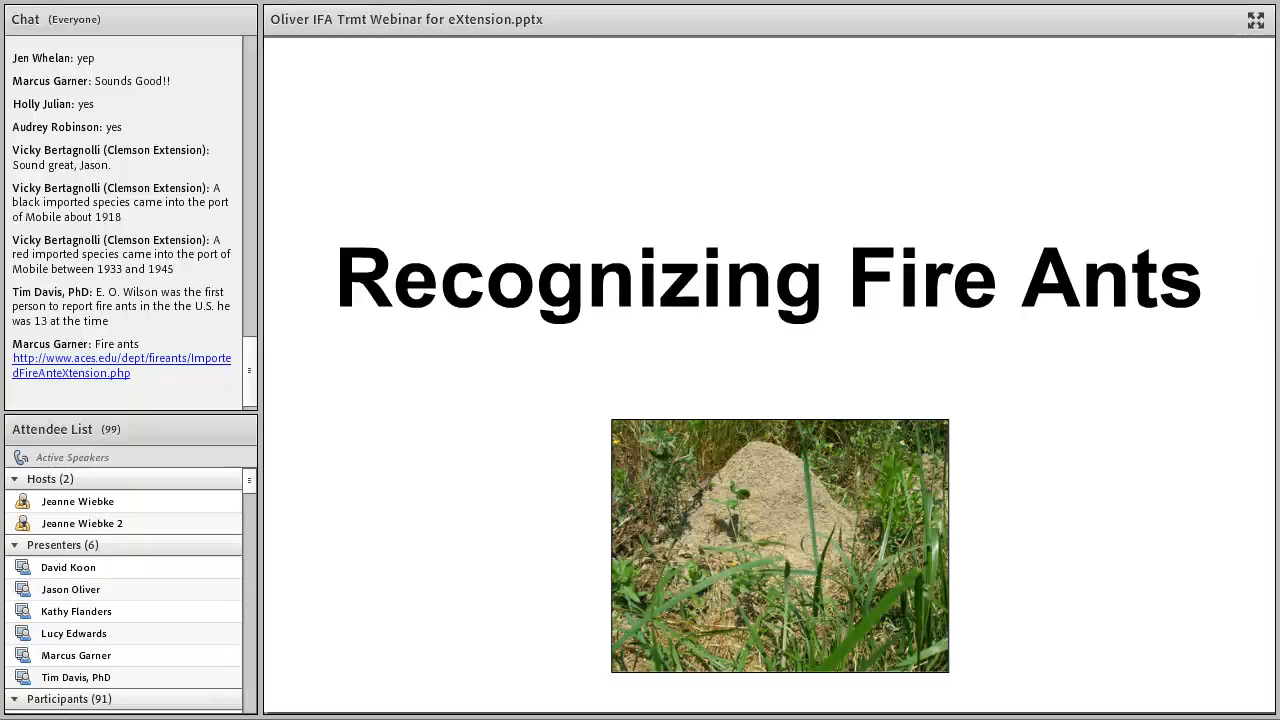 Chat (Everyone)
Jen Whelan: yep
Marcus Garner: Sounds Good!!
Holly Julian: yes
Audrey Robinson: yes
Vicky Bertagnolli (Clemson Extension):
Sound great, Jason.
Vicky Bertagnolli (Clemson Extension): A
black imported species came into the port
of Mobile about 1918
Vicky Bertagnolli (Clemson Extension): A
red imported species came into the port of
Mobile between 1933 and 1945
Tim Davis, PhD: E. O. Wilson was the first
person to report fire ants in the the U.S. he
was 13 at the time
Marcus Garner: Fire ants
http://www.aces.edu/dept/fireants/Importe
dFireAnteXtension.php
Attendee List (99)
Active Speakers
Hosts (2)
Jeanne Wiebke
Jeanne Wiebke 2
Presenters (6)
David Koon
Jason Oliver
Kathy Flanders
Lucy Edwards
Marcus Garner
Tim Davis, PhD
Participants (91)
Oliver IFA Trmt Webinar for eXtension.pptx
Recognizing Fire Ants